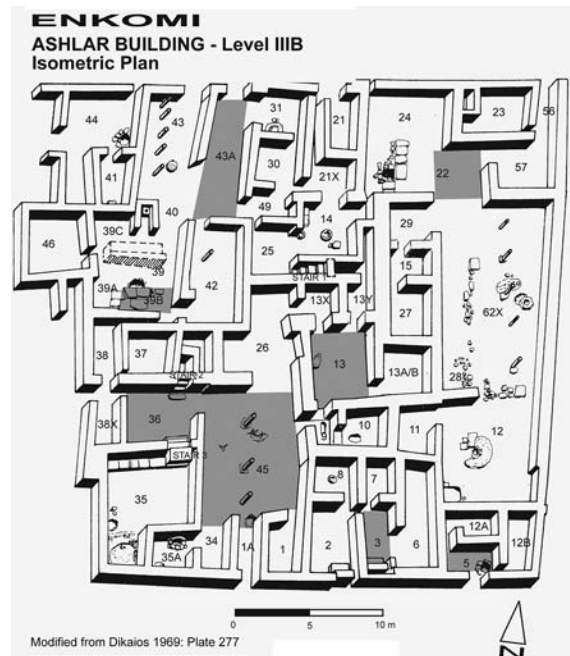 ENKOMI
ASHLAR BUILDING - Level IIIB
Isometric Plan
44
43
43A
31
21
24
23
56
41
30
21X
22
57
40
49
14
46
39C
25
29
39
42
STAIR 1
15
39A
39B
13X
13Y
27
62X
38
37
26
13
13A/B
28
STAIR 2
38X
36
9
10
11
12
STAIR 3
45
8
7
35
34
1A
1
2
3
6
12A
35A
5
12B
0
5
10 m
Modified from Dikaios 1969: Plate 277
N